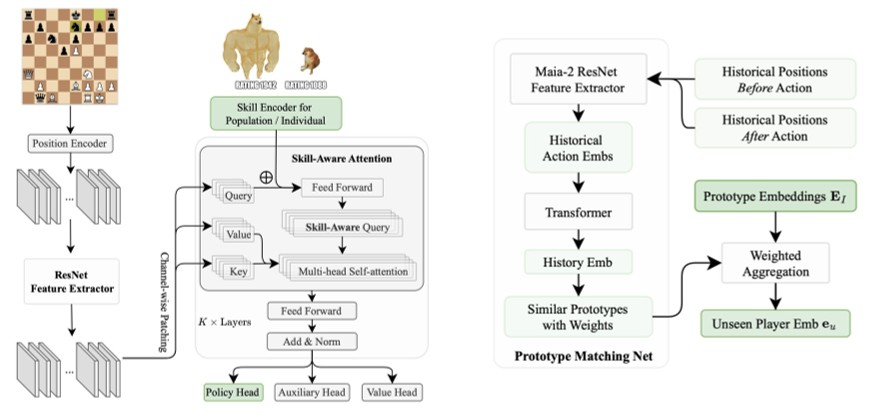 RATING 1942
Skill Encoder for
Population / Individual
Position Encoder
...
ResNet
Feature Extractor
...
Channel-wise Patching
Skill-Aware Attention
Query
Feed Forward
Skill-Aware Query
Value
Key
Multi-head Self-attention
K × Layers
Feed Forward
Add & Norm
Policy Head
Auxiliary Head
Value Head
Maia-2 ResNet
Feature Extractor
Historical
Action Embs
Transformer
History Emb
Similar Prototypes
with Weights
Prototype Matching Net
Historical Positions
Before Action
Historical Positions
After Action
Prototype Embeddings E_I
Weighted
Aggregation
Unseen Player Emb e_u